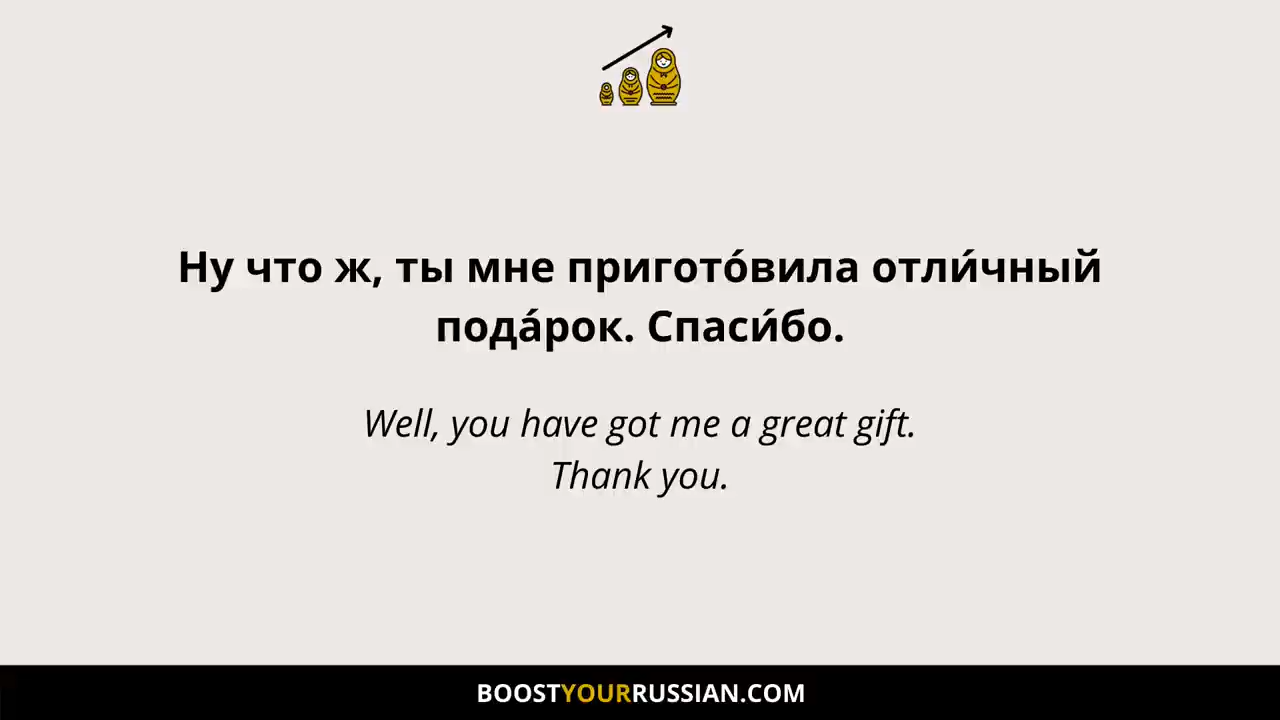 Ну что ж, ты мне пригото́вила отли́чный
пода́рок. Спаси́бо.
Well, you have got me a great gift.
Thank you.
BOOSTYOURRUSSIAN.COM